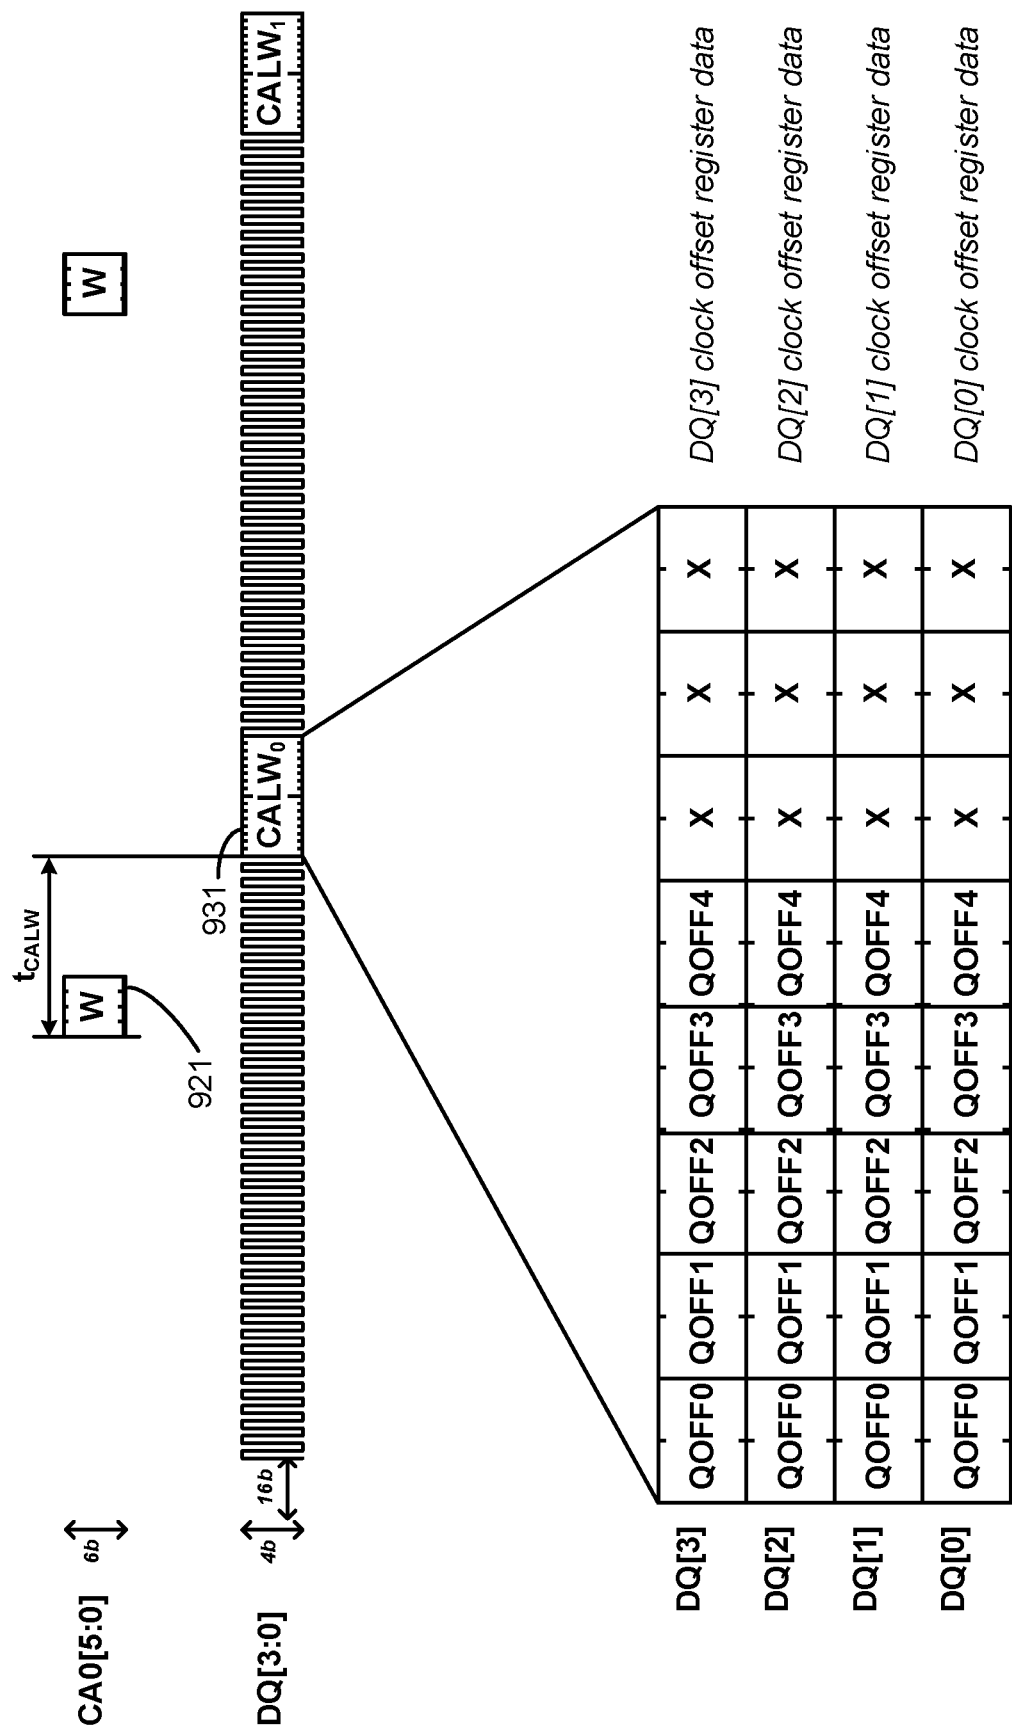 CA0[5:0]
6b
W
t_CALW
921
W
DQ[3:0]
4b
16b
931
CALW₀
CALW₁
DQ[3] QOFF0 QOFF1 QOFF2 QOFF3 QOFF4 X X X DQ[3] clock offset register data
DQ[2] QOFF0 QOFF1 QOFF2 QOFF3 QOFF4 X X X DQ[2] clock offset register data
DQ[1] QOFF0 QOFF1 QOFF2 QOFF3 QOFF4 X X X DQ[1] clock offset register data
DQ[0] QOFF0 QOFF1 QOFF2 QOFF3 QOFF4 X X X DQ[0] clock offset register data